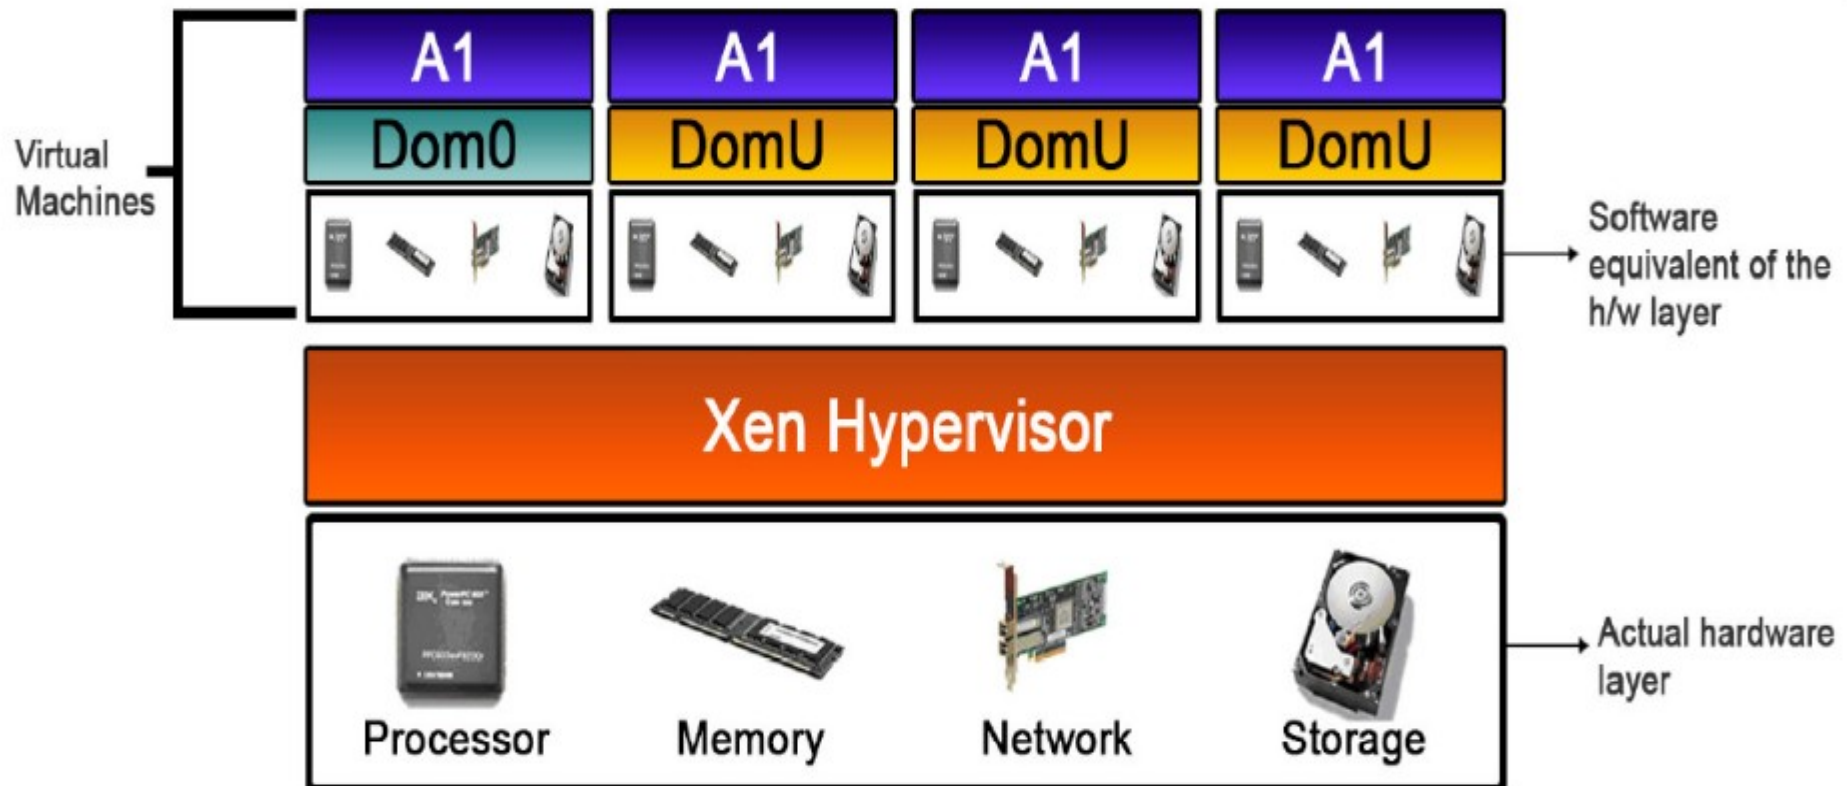 A1
A1
A1
A1
Dom0
DomU
DomU
DomU
Virtual
Machines
Software
equivalent of the
h/w layer
Xen Hypervisor
Actual hardware
layer
Processor
Memory
Network
Storage